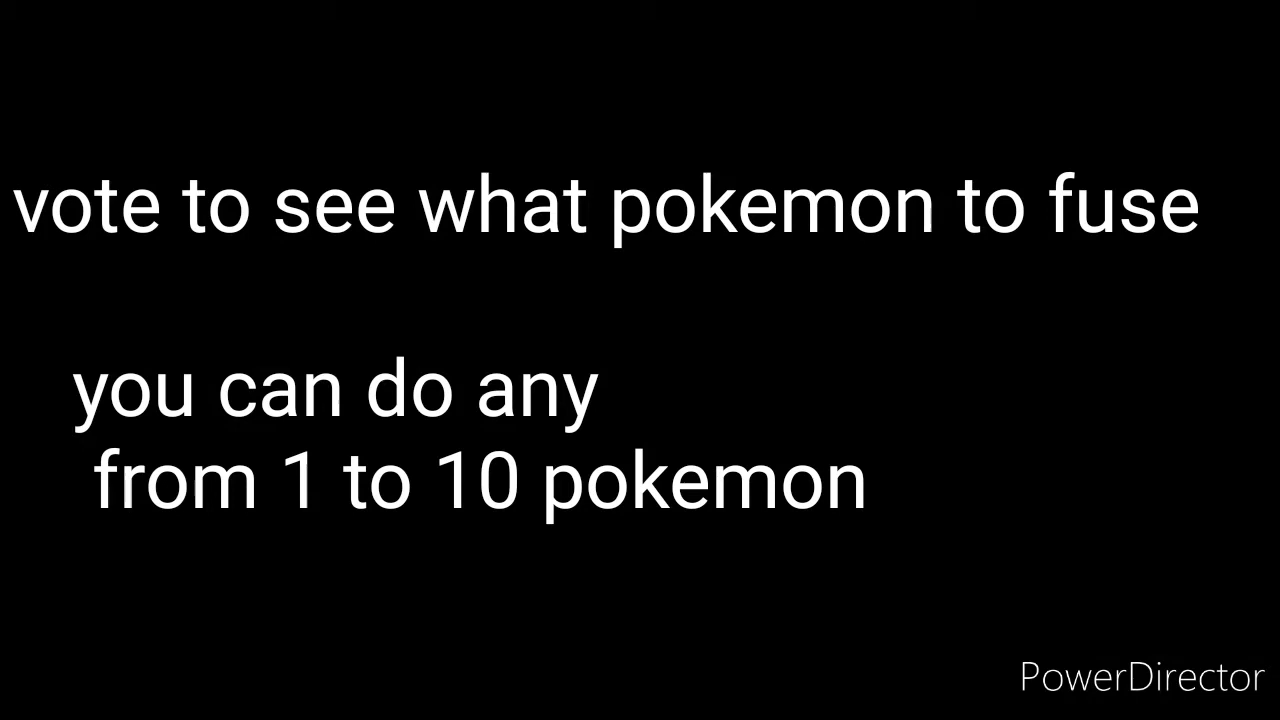 vote to see what pokemon to fuse
you can do any
from 1 to 10 pokemon
PowerDirector